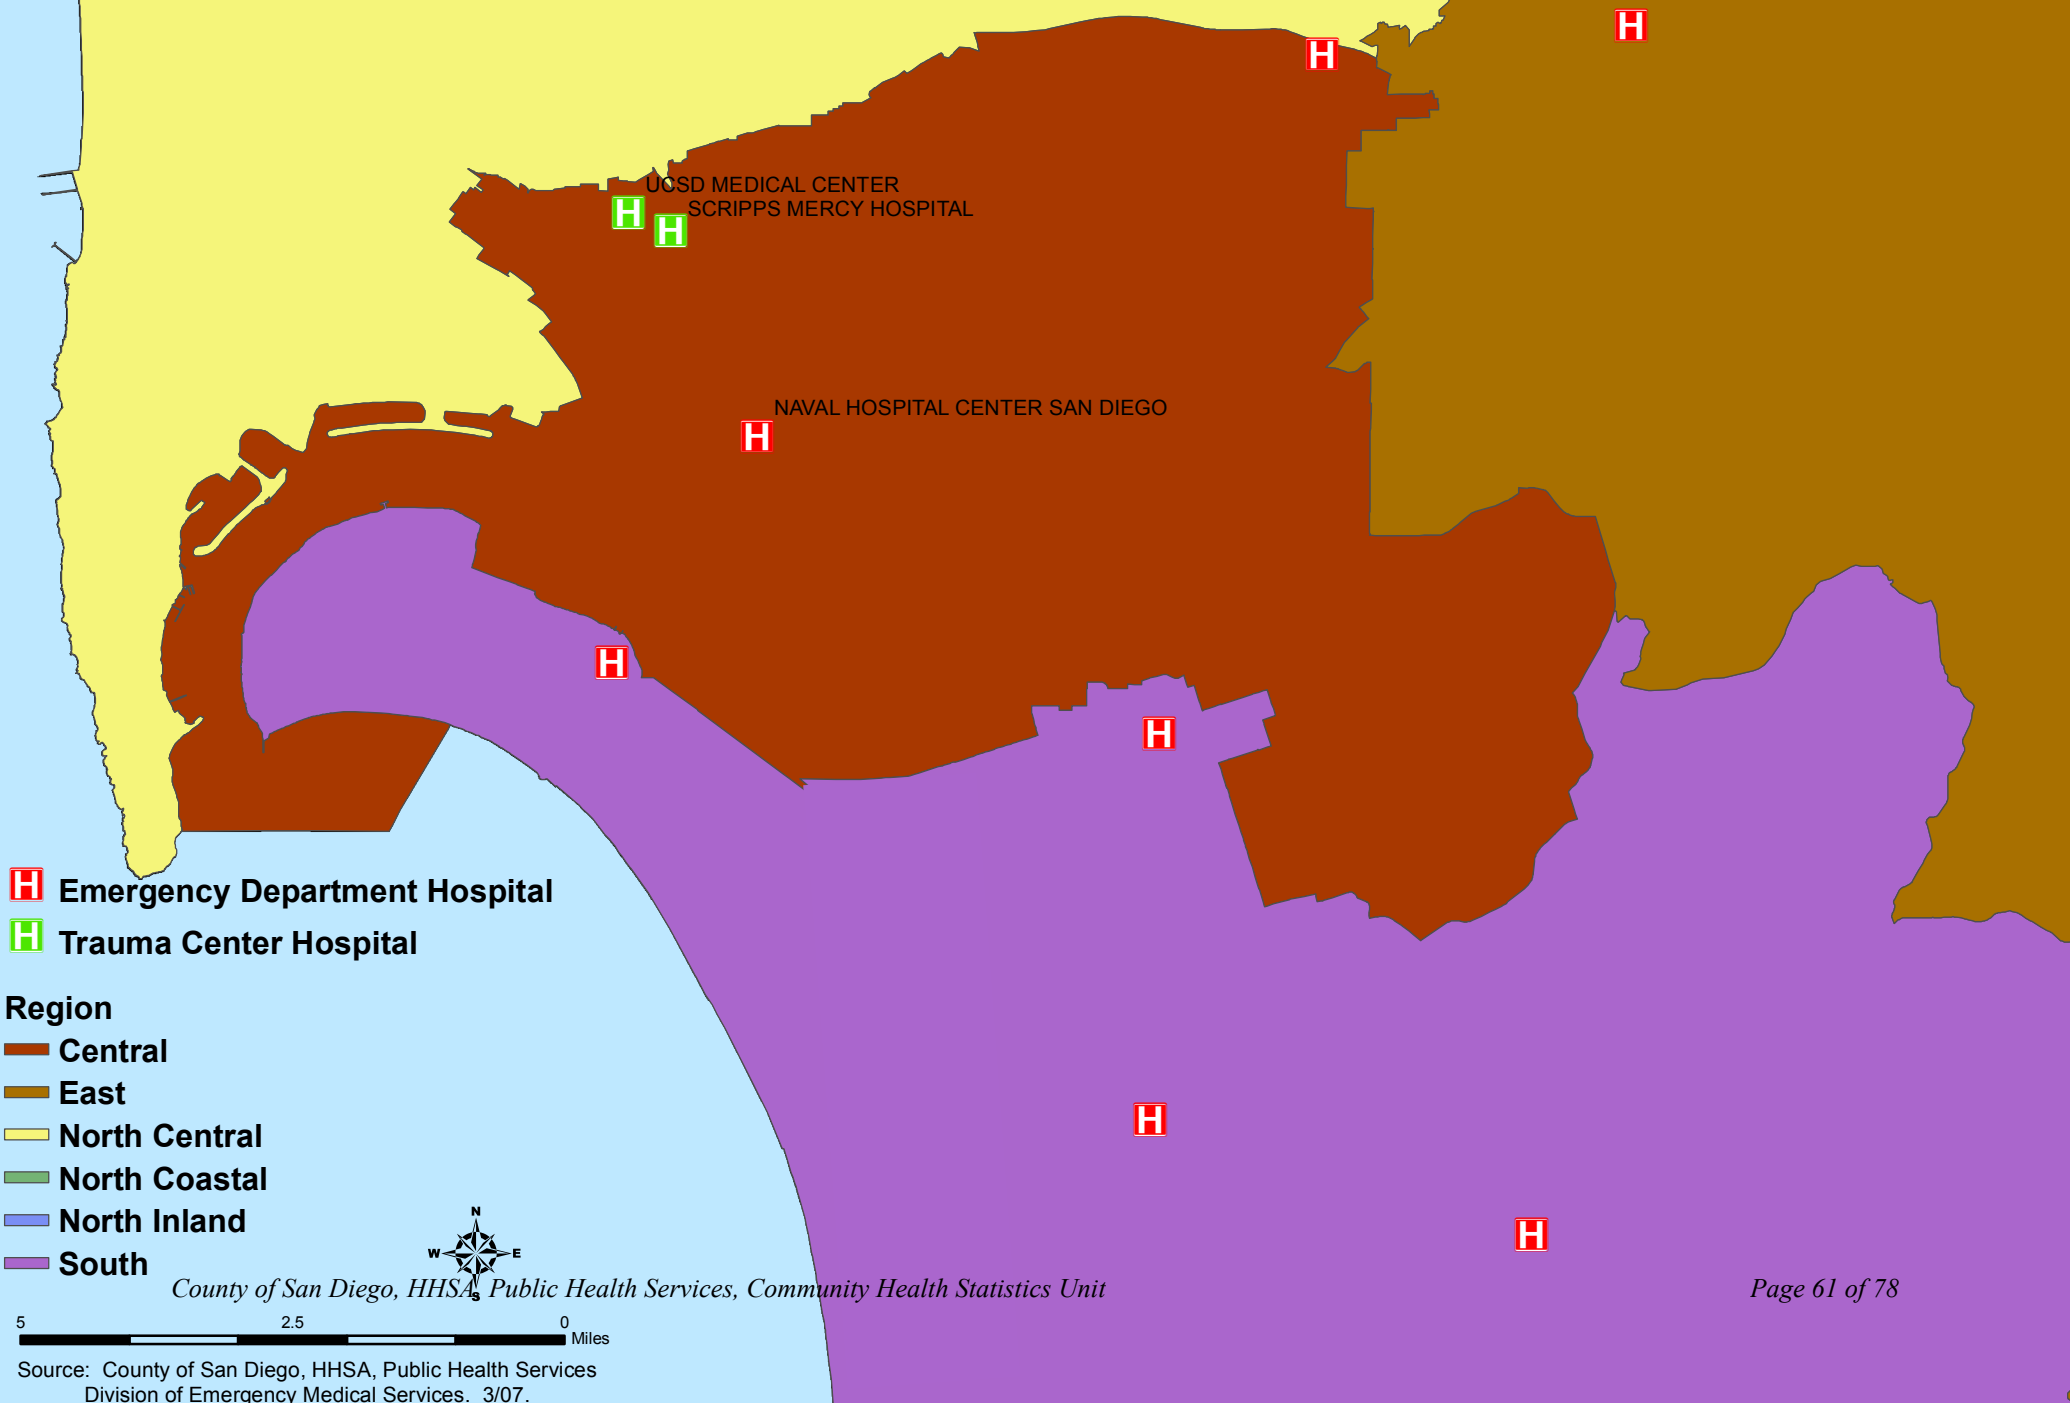 H
H
UCSD MEDICAL CENTER
H
SCRIPPS MERCY HOSPITAL
H
NAVAL HOSPITAL CENTER SAN DIEGO
H
H
H
H Emergency Department Hospital
H Trauma Center Hospital
Region
Central
East
North Central
H
North Coastal
North Inland
N
W E
S
H
South
County of San Diego, HHSA, Public Health Services, Community Health Statistics Unit
Page 61 of 78
5 2.5 0
Miles
Source: County of San Diego, HHSA, Public Health Services
Division of Emergency Medical Services. 3/07.